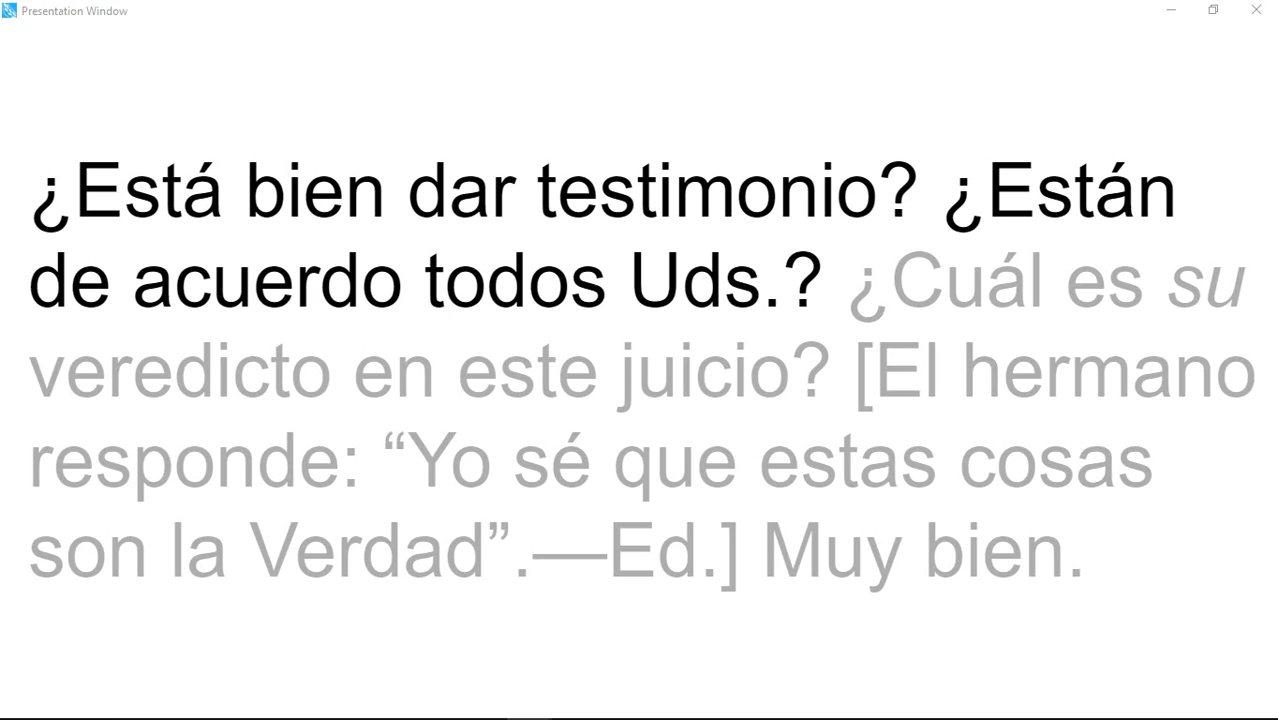 Presentation Window
¿Está bien dar testimonio? ¿Están
de acuerdo todos Uds.? ¿Cuál es su
veredicto en este juicio? [El hermano
responde: “Yo sé que estas cosas
son la Verdad”.—Ed.] Muy bien.